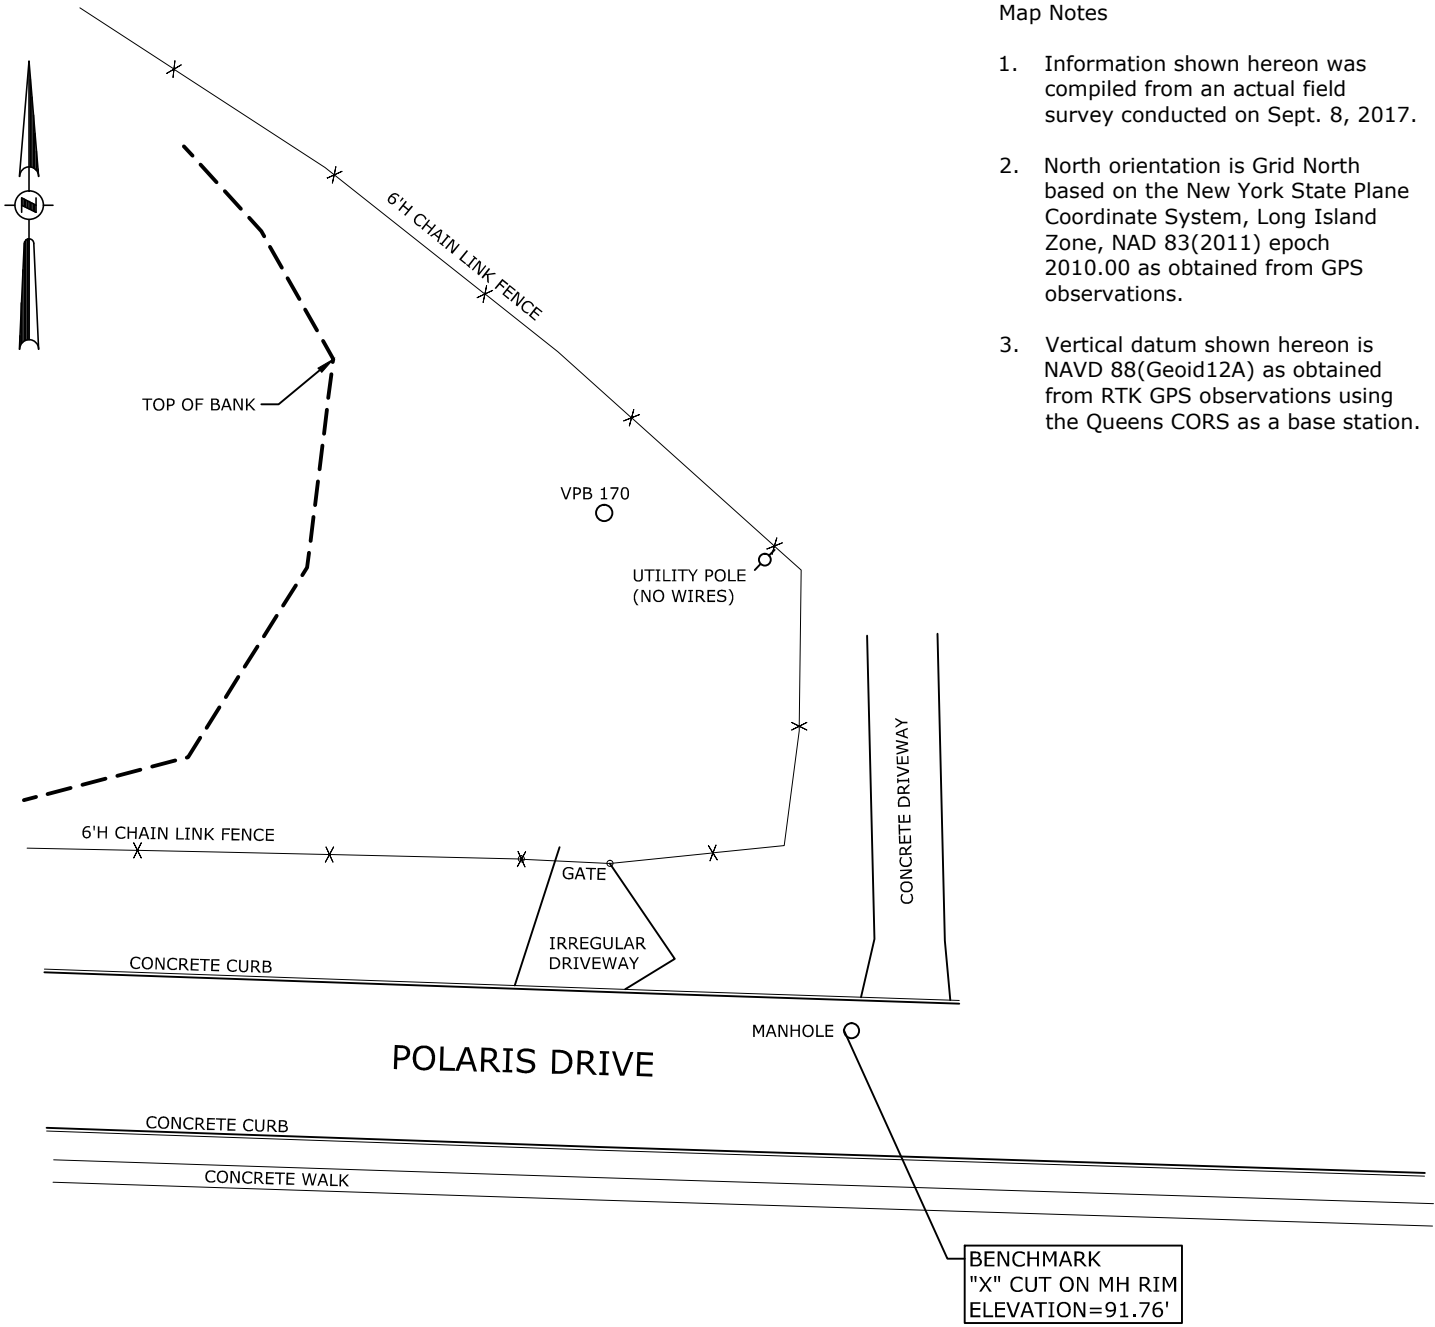 Map Notes
1. Information shown hereon was
compiled from an actual field
survey conducted on Sept. 8, 2017.
2. North orientation is Grid North
based on the New York State Plane
Coordinate System, Long Island
Zone, NAD 83(2011) epoch
2010.00 as obtained from GPS
observations.
3. Vertical datum shown hereon is
NAVD 88(Geoid12A) as obtained
from RTK GPS observations using
the Queens CORS as a base station.
N
6'H CHAIN LINK FENCE
TOP OF BANK
VPB 170
UTILITY POLE
(NO WIRES)
CONCRETE DRIVEWAY
6'H CHAIN LINK FENCE
GATE
IRREGULAR
DRIVEWAY
CONCRETE CURB
MANHOLE
POLARIS DRIVE
CONCRETE CURB
CONCRETE WALK
BENCHMARK
"X" CUT ON MH RIM
ELEVATION=91.76'